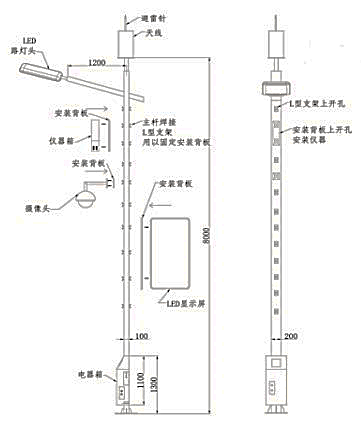 避雷针
天线
LED
路灯头
1200
安装背板
仪器箱
主杆焊接
L型支架
用以固定安装背板
L型支架上开孔
安装背板上开孔
安装仪器
安装背板
安装背板
摄像头
8000
LED显示屏
100
200
电器箱
1100
1300